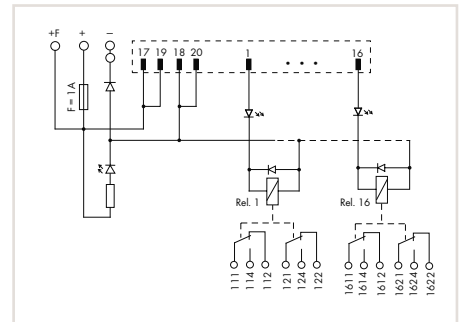 +F + –
17 19 18 20 1 16
F = 1A
Rel. 1 Rel. 16
111 114 112 121 124 122 1611 1614 1612 1621 1624 1622